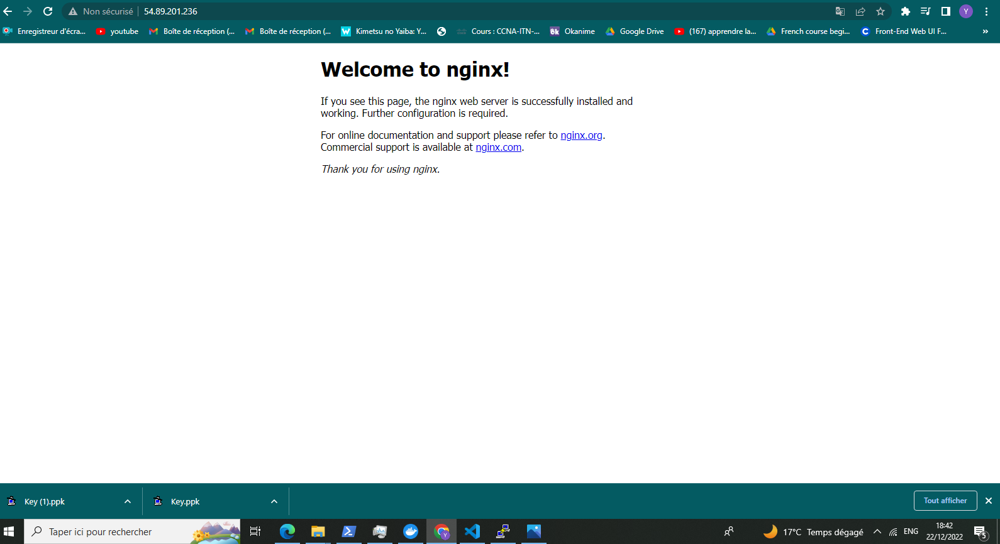 Non sécurisé 54.89.201.236
Enregistreur d'écra... youtube Boîte de réception (... Boîte de réception (... Kimetsu no Yaiba: Y... Cours : CCNA-ITN-... Okanime Google Drive (167) apprendre la... French course begi... Front-End Web UI F... »
Welcome to nginx!
If you see this page, the nginx web server is successfully installed and
working. Further configuration is required.
For online documentation and support please refer to nginx.org.
Commercial support is available at nginx.com.
Thank you for using nginx.
Key (1).ppk Key.ppk Tout afficher
Taper ici pour rechercher 17°C Temps dégagé ENG 18:42
22/12/2022 5